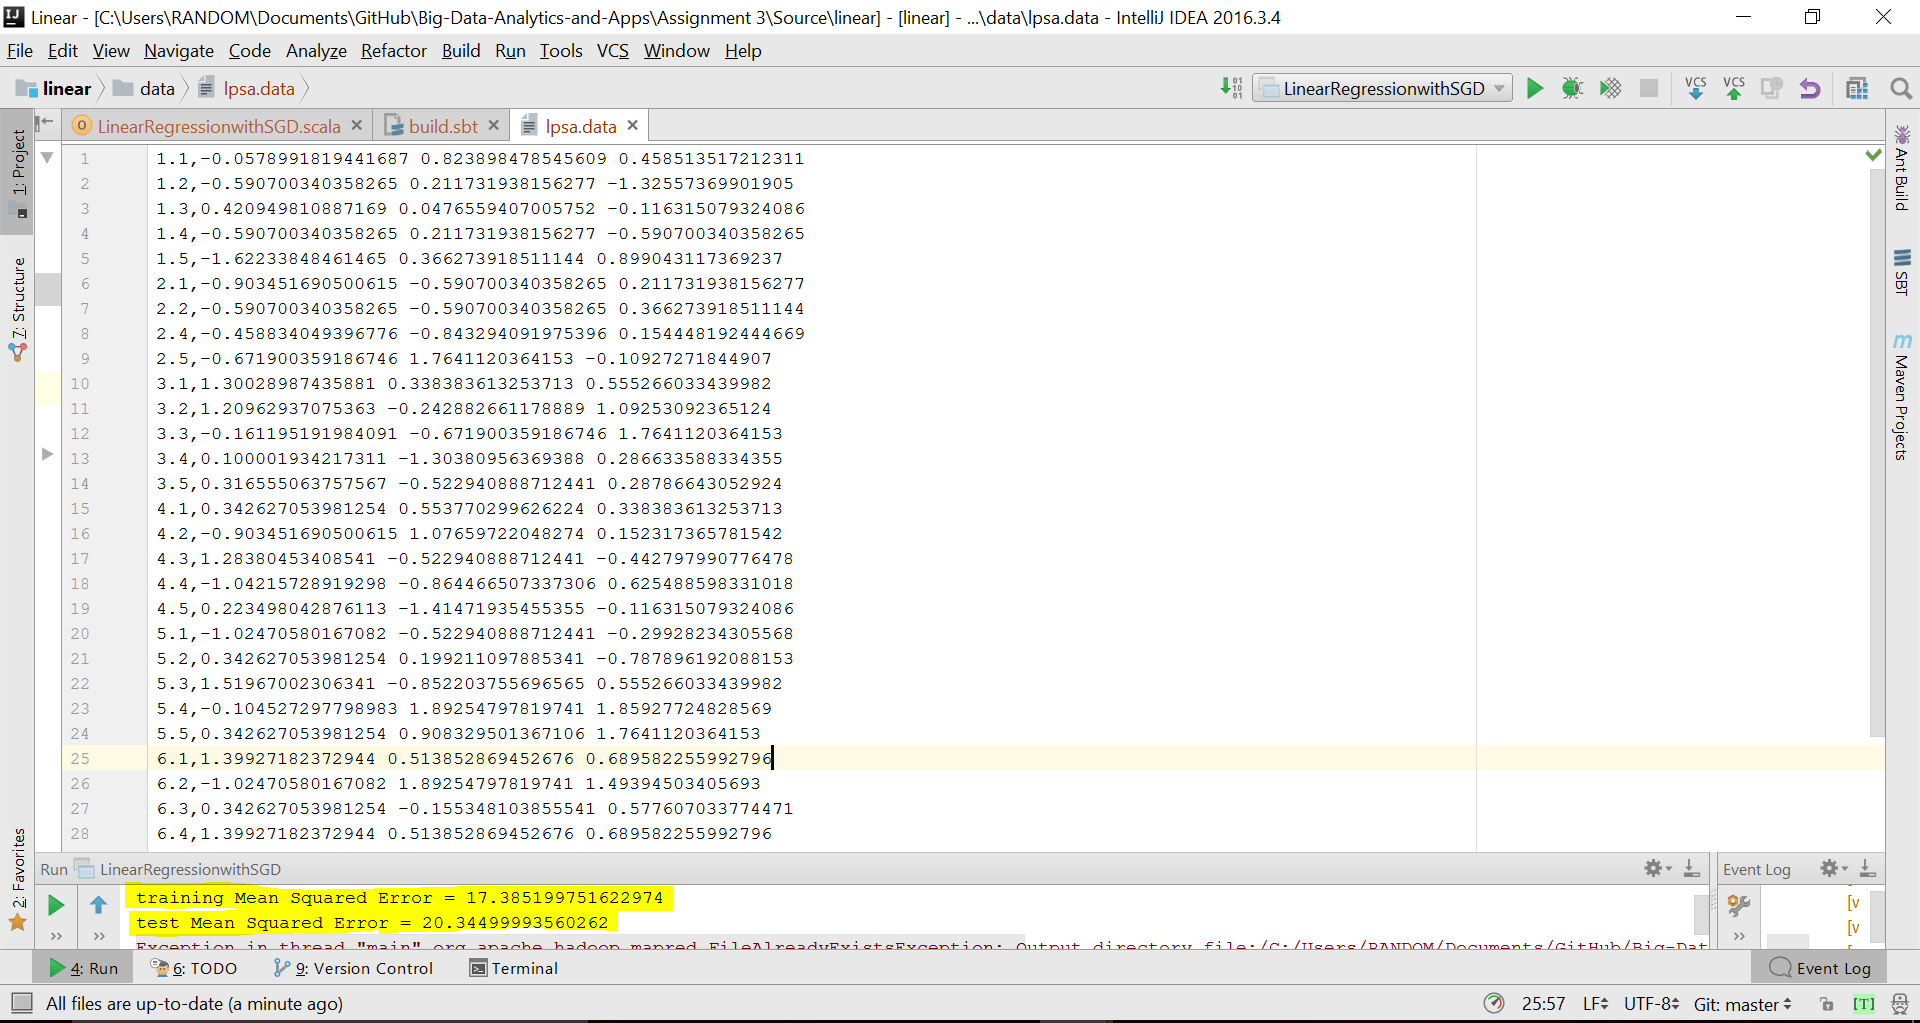 Linear - [C:\Users\RANDOM\Documents\GitHub\Big-Data-Analytics-and-Apps\Assignment 3\Source\linear] - [linear] - ...\data\lpsa.data - IntelliJ IDEA 2016.3.4
File Edit View Navigate Code Analyze Refactor Build Run Tools VCS Window Help
linear data lpsa.data LinearRegressionwithSGD VCS VCS
LinearRegressionwithSGD.scala build.sbt lpsa.data
1: Project
7: Structure
2: Favorites
1 1.1,-0.0578991819441687 0.823898478545609 0.458513517212311
2 1.2,-0.590700340358265 0.211731938156277 -1.32557369901905
3 1.3,0.420949810887169 0.0476559407005752 -0.116315079324086
4 1.4,-0.590700340358265 0.211731938156277 -0.590700340358265
5 1.5,-1.62233848461465 0.366273918511144 0.899043117369237
6 2.1,-0.903451690500615 -0.590700340358265 0.211731938156277
7 2.2,-0.590700340358265 -0.590700340358265 0.366273918511144
8 2.4,-0.458834049396776 -0.843294091975396 0.154448192444669
9 2.5,-0.671900359186746 1.7641120364153 -0.10927271844907
10 3.1,1.30028987435881 0.338383613253713 0.555266033439982
11 3.2,1.20962937075363 -0.242882661178889 1.09253092365124
12 3.3,-0.161195191984091 -0.671900359186746 1.7641120364153
13 3.4,0.100001934217311 -1.30380956369388 0.286633588334355
14 3.5,0.316555063757567 -0.522940888712441 0.28786643052924
15 4.1,0.342627053981254 0.553770299626224 0.338383613253713
16 4.2,-0.903451690500615 1.07659722048274 0.152317365781542
17 4.3,1.28380453408541 -0.522940888712441 -0.442797990776478
18 4.4,-1.04215728919298 -0.864466507337306 0.625488598331018
19 4.5,0.223498042876113 -1.41471935455355 -0.116315079324086
20 5.1,-1.02470580167082 -0.522940888712441 -0.29928234305568
21 5.2,0.342627053981254 0.199211097885341 -0.787896192088153
22 5.3,1.51967002306341 -0.852203755696565 0.555266033439982
23 5.4,-0.104527297798983 1.89254797819741 1.85927724828569
24 5.5,0.342627053981254 0.908329501367106 1.7641120364153
25 6.1,1.39927182372944 0.513852869452676 0.689582255992796
26 6.2,-1.02470580167082 1.89254797819741 1.49394503405693
27 6.3,0.342627053981254 -0.155348103855541 0.577607033774471
28 6.4,1.39927182372944 0.513852869452676 0.689582255992796
Ant Build
SBT
Maven Projects
Run LinearRegressionwithSGD Event Log
training Mean Squared Error = 17.385199751622974
test Mean Squared Error = 20.34499993560262
Exception in thread "main" org.apache.hadoop.mapred.FileAlreadyExistsException: Output directory file:/C:/Users/RANDOM/Documents/GitHub/Big-Dat
[v
[v
4: Run 6: TODO 9: Version Control Terminal Event Log
All files are up-to-date (a minute ago) 25:57 LF UTF-8 Git: master [T]